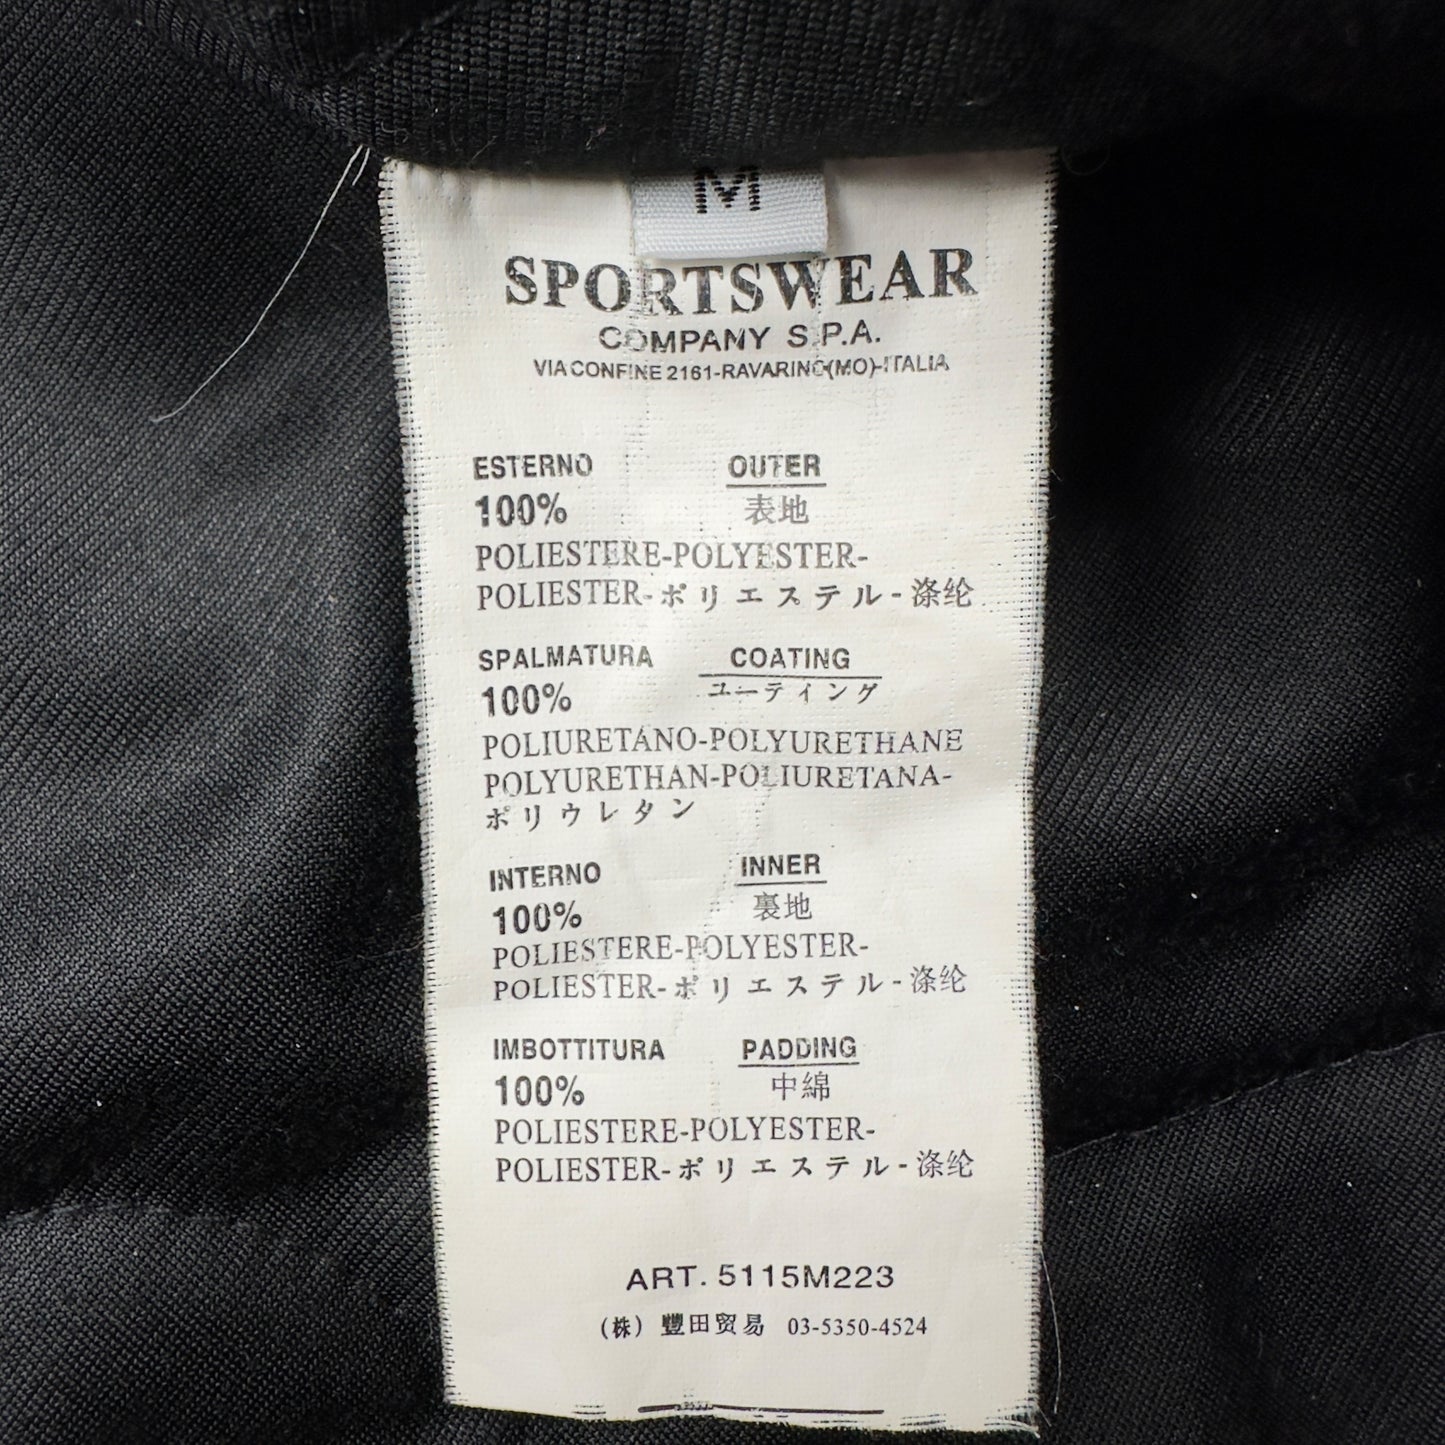 M
SPORTSWEAR
COMPANY S.P.A.
VIA CONFINE 2161-RAVARINO(MO)-ITALIA
ESTERNO OUTER
100% 表地
POLIESTERE-POLYESTER-
POLIESTER-ポリエステル-涤纶
SPALMATURA COATING
100% ユーティング
POLIURETANO-POLYURETHANE
POLYURETHAN-POLIURETANA-
ポリウレタン
INTERNO INNER
100% 裏地
POLIESTERE-POLYESTER-
POLIESTER-ポリエステル-涤纶
IMBOTTITURA PADDING
100% 中綿
POLIESTERE-POLYESTER-
POLIESTER-ポリエステル-涤纶
ART. 5115M223
(株) 豐田贸易 03-5350-4524